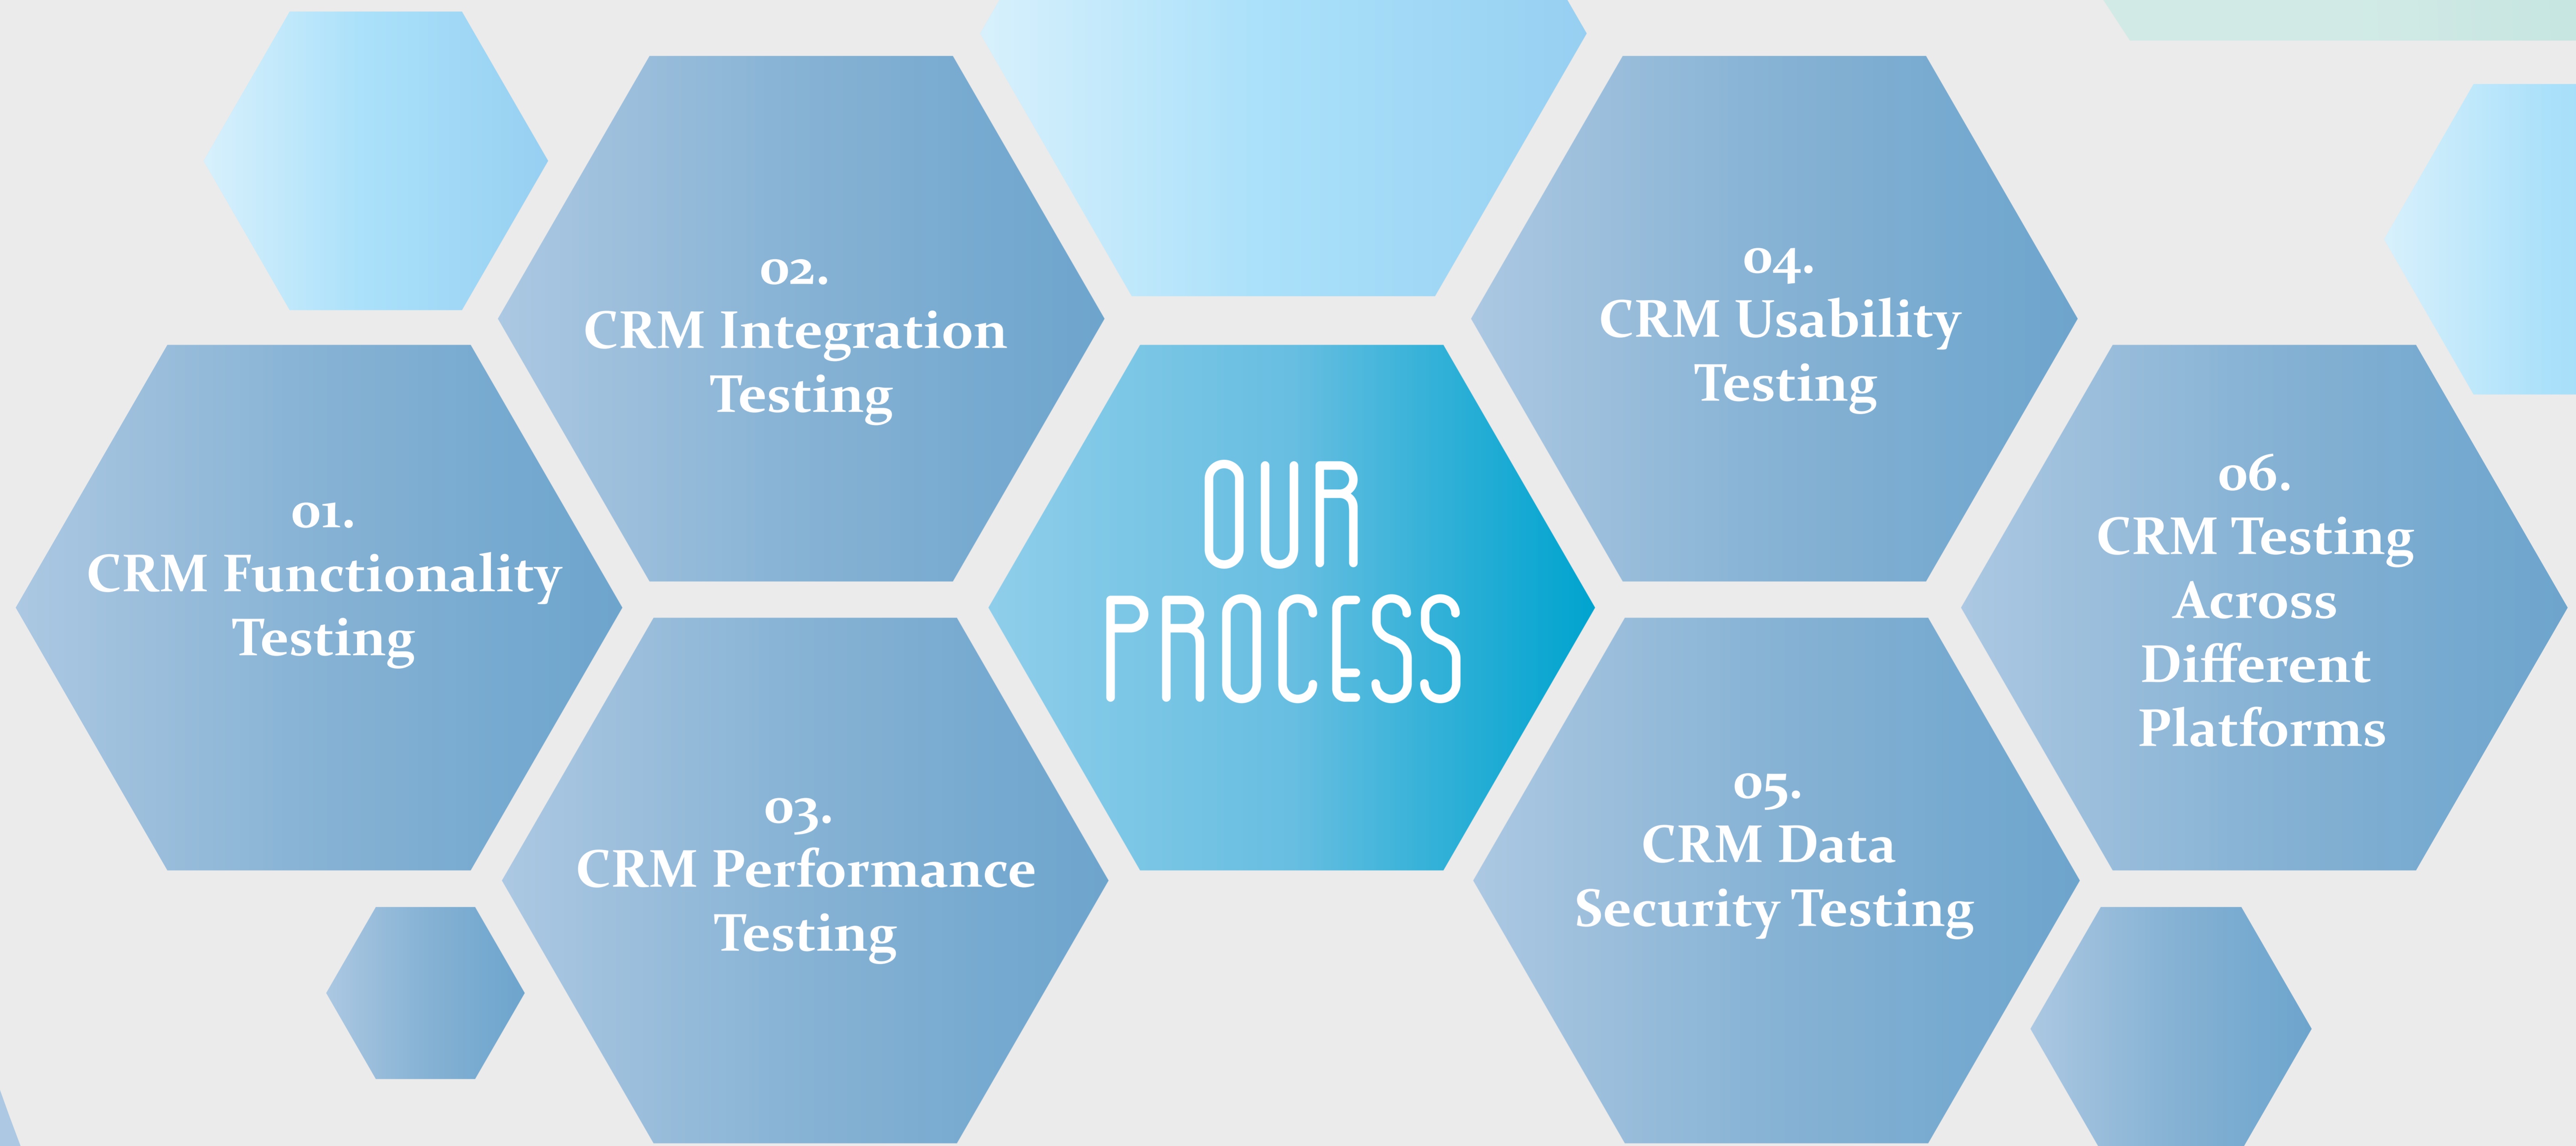 01.
CRM Functionality
Testing
02.
CRM Integration
Testing
03.
CRM Performance
Testing
OUR
PROCESS
04.
CRM Usability
Testing
05.
CRM Data
Security Testing
06.
CRM Testing
Across
Different
Platforms